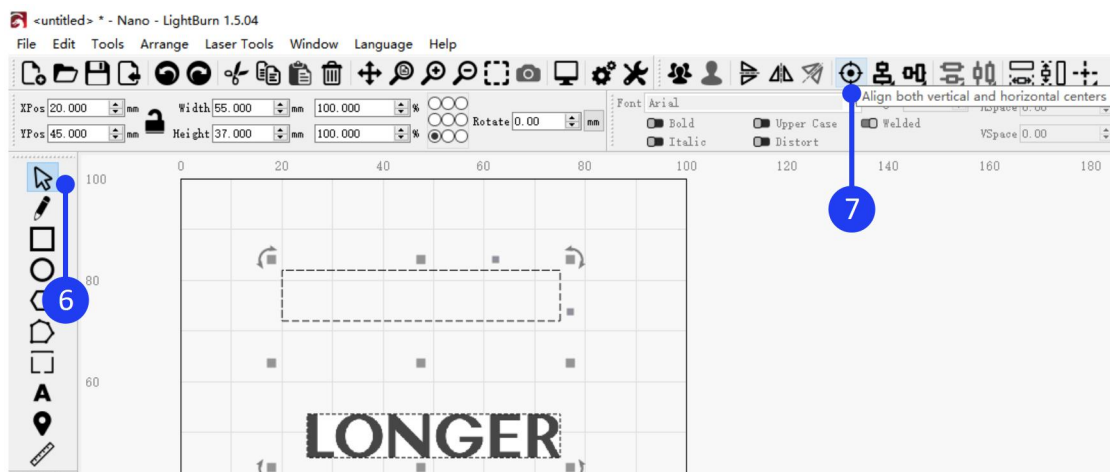 <untitled> * - Nano - LightBurn 1.5.04
File Edit Tools Arrange Laser Tools Window Language Help
XPos 20.000 mm Width 55.000 mm 100.000 % Rotate 0.00 mm Font Arial
Align both vertical and horizontal centers
YPos 45.000 mm Height 37.000 mm 100.000 % Bold Upper Case Welded
Italic Distort VSpace 0.00
0 20 40 60 80 100 120 140 160 180
100
7
80
6
60
A
LONGER